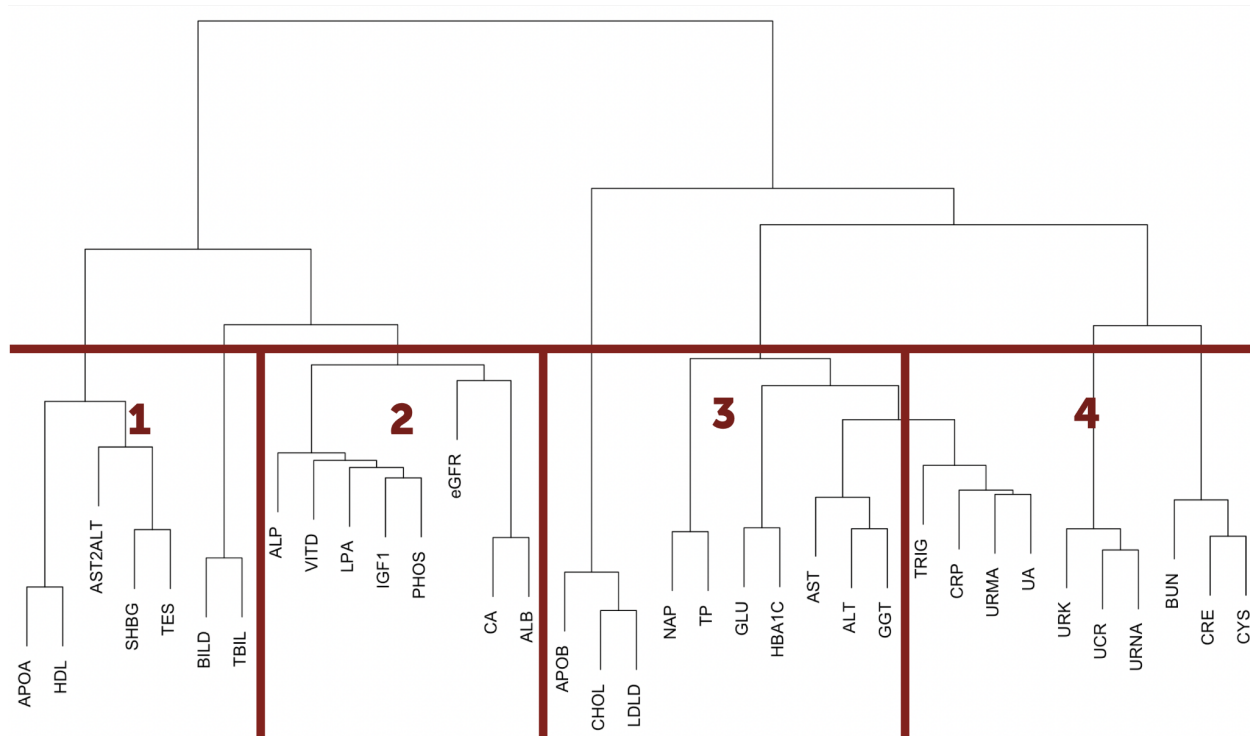 1
2
3
4
APOA
HDL
AST2ALT
SHBG
TES
BILD
TBIL
ALP
VITD
LPA
IGF1
PHOS
eGFR
CA
ALB
APOB
CHOL
LDLD
NAP
TP
GLU
HBA1C
AST
ALT
GGT
TRIG
CRP
URMA
UA
URK
UCR
URNA
BUN
CRE
CYS